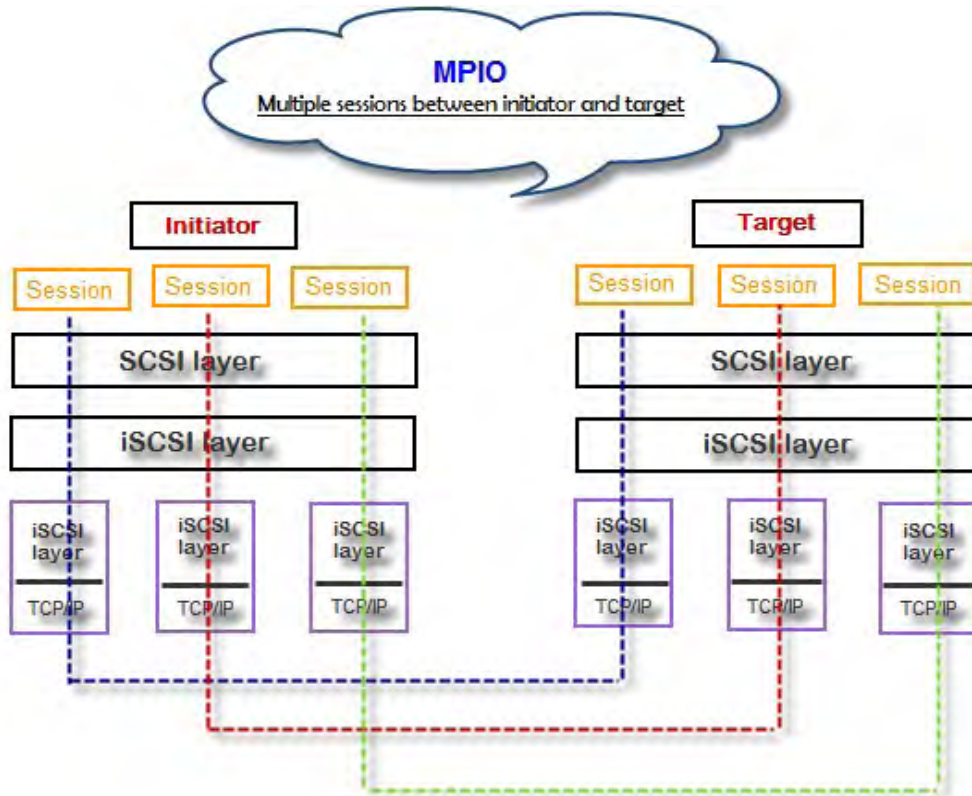 MPIO
Multiple sessions between initiator and target
Initiator
Target
Session
Session
Session
Session
Session
Session
SCSI layer
SCSI layer
iSCSI layer
iSCSI layer
iSCSI
layer
TCP/IP
iSCSI
layer
TCP/IP
iSCSI
layer
TCP/IP
iSCSI
layer
TCP/IP
iSCSI
layer
TCP/IP
iSCSI
layer
TCP/IP